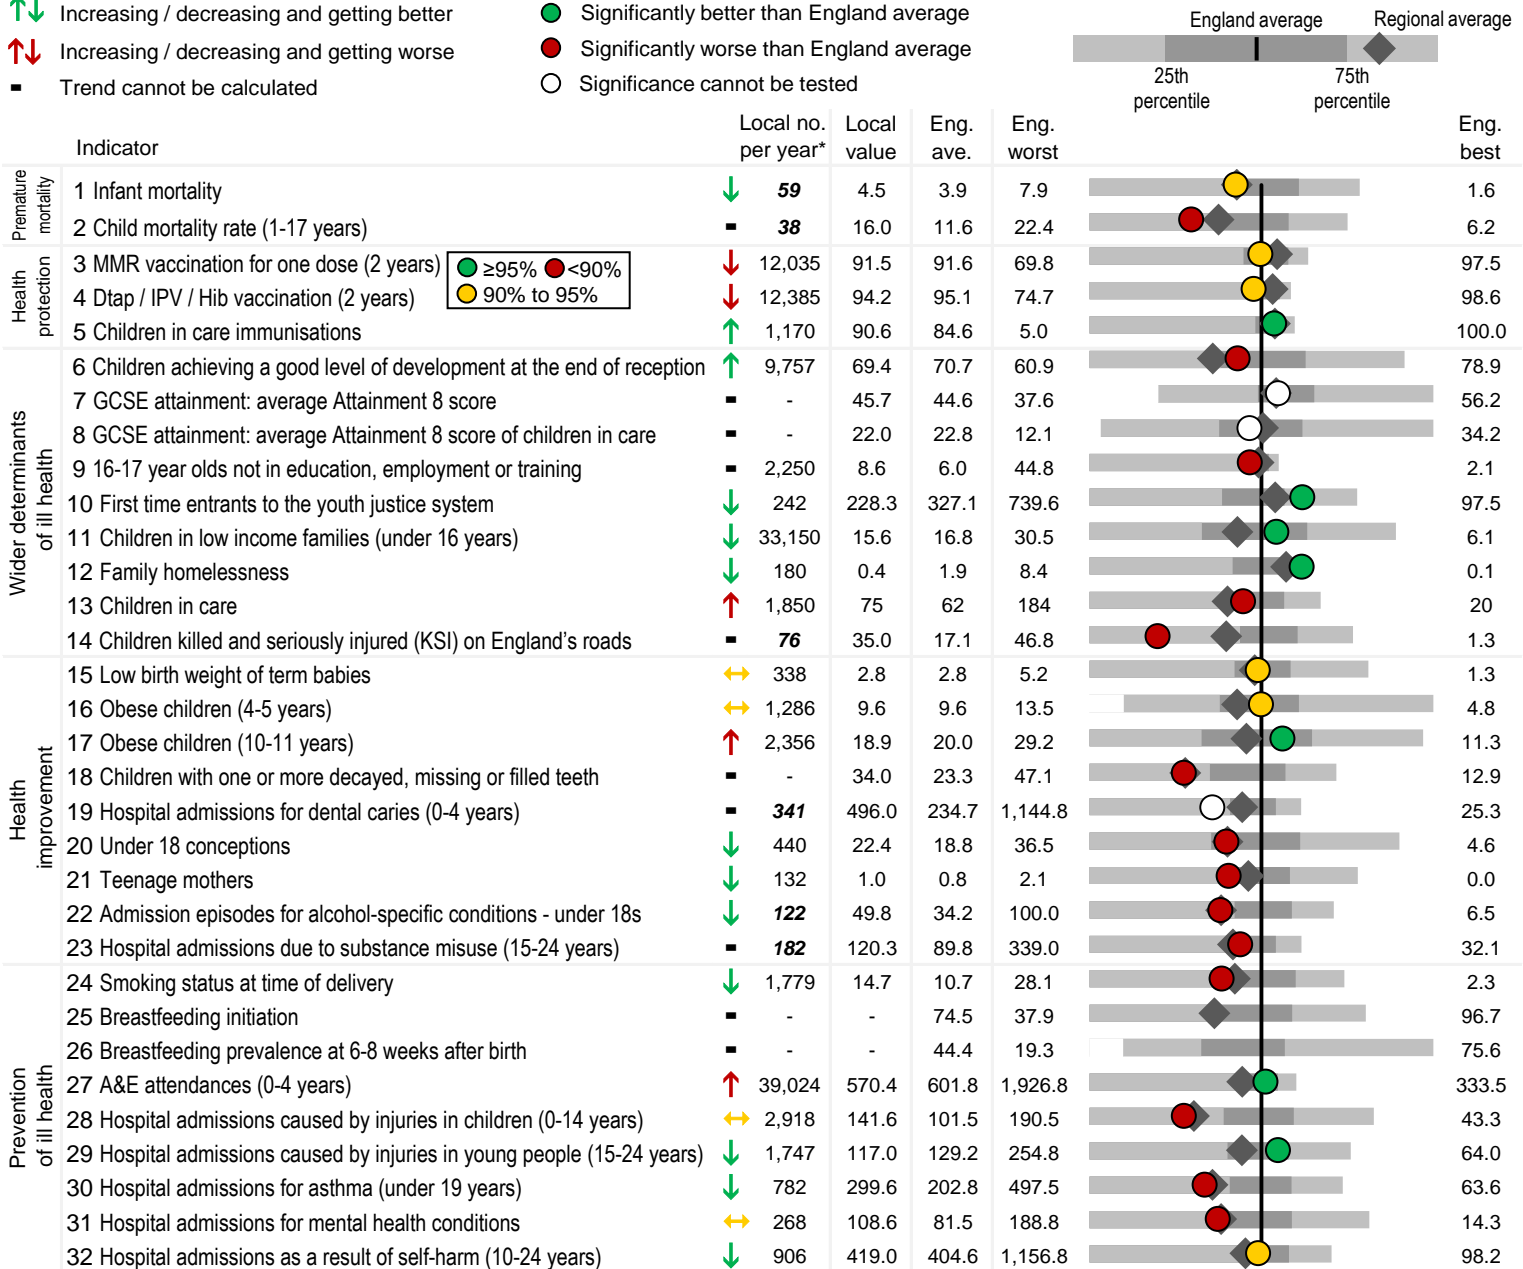 Increasing / decreasing and getting better
Significantly better than England average
England average Regional average
Increasing / decreasing and getting worse
Significantly worse than England average
Trend cannot be calculated
Significance cannot be tested
25th percentile
75th percentile
Indicator Local no. per year* Local value Eng. ave. Eng. worst Eng. best
Premature mortality
1 Infant mortality 59 4.5 3.9 7.9 1.6
2 Child mortality rate (1-17 years) 38 16.0 11.6 22.4 6.2
Health protection
3 MMR vaccination for one dose (2 years) 12,035 91.5 91.6 69.8 97.5
≥95% <90%
90% to 95%
4 Dtap / IPV / Hib vaccination (2 years) 12,385 94.2 95.1 74.7 98.6
5 Children in care immunisations 1,170 90.6 84.6 5.0 100.0
Wider determinants of ill health
6 Children achieving a good level of development at the end of reception 9,757 69.4 70.7 60.9 78.9
7 GCSE attainment: average Attainment 8 score - 45.7 44.6 37.6 56.2
8 GCSE attainment: average Attainment 8 score of children in care - 22.0 22.8 12.1 34.2
9 16-17 year olds not in education, employment or training 2,250 8.6 6.0 44.8 2.1
10 First time entrants to the youth justice system 242 228.3 327.1 739.6 97.5
11 Children in low income families (under 16 years) 33,150 15.6 16.8 30.5 6.1
12 Family homelessness 180 0.4 1.9 8.4 0.1
13 Children in care 1,850 75 62 184 20
14 Children killed and seriously injured (KSI) on England's roads 76 35.0 17.1 46.8 1.3
Health improvement
15 Low birth weight of term babies 338 2.8 2.8 5.2 1.3
16 Obese children (4-5 years) 1,286 9.6 9.6 13.5 4.8
17 Obese children (10-11 years) 2,356 18.9 20.0 29.2 11.3
18 Children with one or more decayed, missing or filled teeth - 34.0 23.3 47.1 12.9
19 Hospital admissions for dental caries (0-4 years) 341 496.0 234.7 1,144.8 25.3
20 Under 18 conceptions 440 22.4 18.8 36.5 4.6
21 Teenage mothers 132 1.0 0.8 2.1 0.0
22 Admission episodes for alcohol-specific conditions - under 18s 122 49.8 34.2 100.0 6.5
23 Hospital admissions due to substance misuse (15-24 years) 182 120.3 89.8 339.0 32.1
Prevention of ill health
24 Smoking status at time of delivery 1,779 14.7 10.7 28.1 2.3
25 Breastfeeding initiation - - 74.5 37.9 96.7
26 Breastfeeding prevalence at 6-8 weeks after birth - - 44.4 19.3 75.6
27 A&E attendances (0-4 years) 39,024 570.4 601.8 1,926.8 333.5
28 Hospital admissions caused by injuries in children (0-14 years) 2,918 141.6 101.5 190.5 43.3
29 Hospital admissions caused by injuries in young people (15-24 years) 1,747 117.0 129.2 254.8 64.0
30 Hospital admissions for asthma (under 19 years) 782 299.6 202.8 497.5 63.6
31 Hospital admissions for mental health conditions 268 108.6 81.5 188.8 14.3
32 Hospital admissions as a result of self-harm (10-24 years) 906 419.0 404.6 1,156.8 98.2